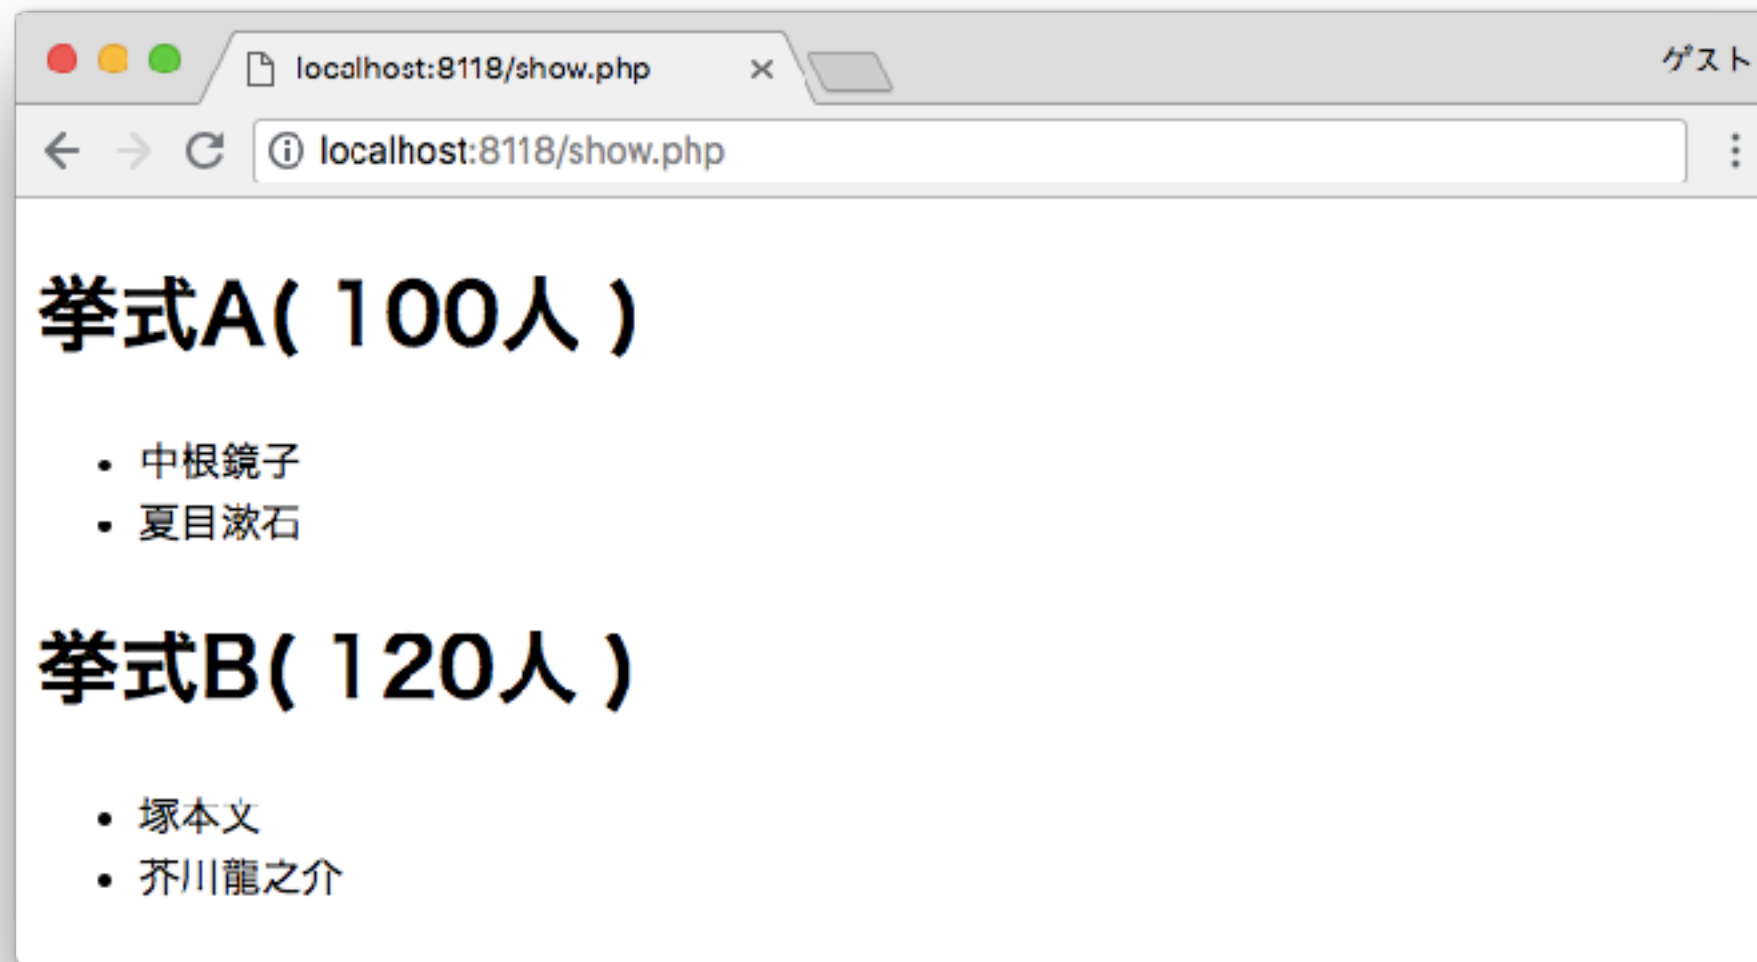 localhost:8118/show.php
ゲスト
localhost:8118/show.php
挙式A( 100人 )
中根鏡子
夏目漱石
挙式B( 120人 )
塚本文
芥川龍之介